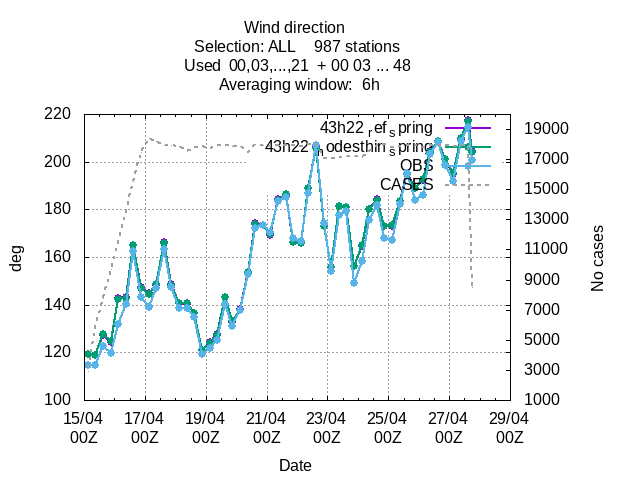 Wind direction
Selection: ALL    987 stations
Used  00,03,...,21  + 00 03 ... 48
Averaging window:  6h
220
200
180
160
140
120
100
deg
19000
17000
15000
13000
11000
9000
7000
5000
3000
1000
No cases
43h22_ref_spring
43h22_nodesthin_spring
OBS
CASES
15/04 17/04 19/04 21/04 23/04 25/04 27/04 29/04
00Z 00Z 00Z 00Z 00Z 00Z 00Z 00Z
Date